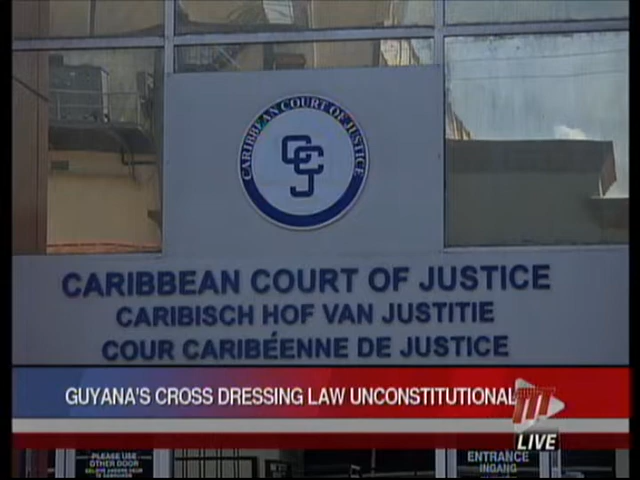 CARIBBEAN COURT OF JUSTICE
CCJ
CARIBBEAN COURT OF JUSTICE
CARIBISCH HOF VAN JUSTITIE
COUR CARIBÉENNE DE JUSTICE
GUYANA'S CROSS DRESSING LAW UNCONSTITUTIONAL
LIVE
PLEASE USE
OTHER DOOR
ENTRANCE
INGANG